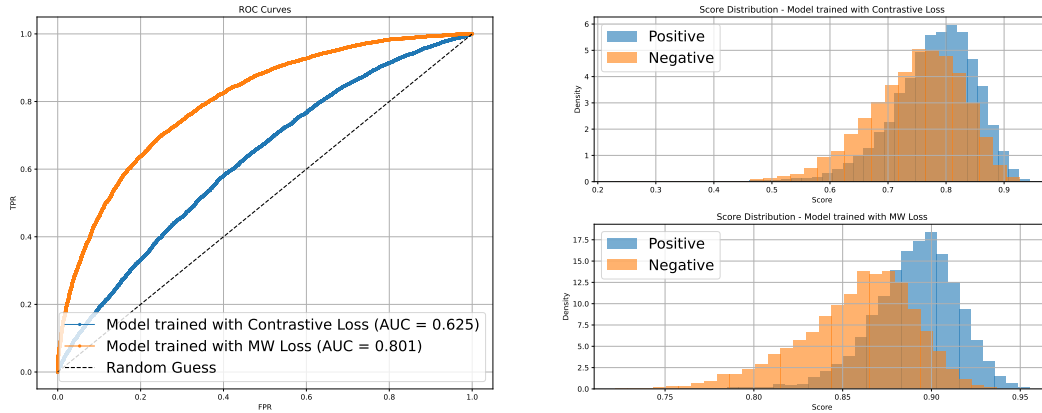 ROC Curves
1.0
0.8
0.6
0.4
0.2
0.0
TPR
0.0 0.2 0.4 0.6 0.8 1.0
FPR
Model trained with Contrastive Loss (AUC = 0.625)
Model trained with MW Loss (AUC = 0.801)
Random Guess
Score Distribution - Model trained with Contrastive Loss
6
5
4
3
2
1
0
Density
Positive
Negative
0.2 0.3 0.4 0.5 0.6 0.7 0.8 0.9
Score
Score Distribution - Model trained with MW Loss
17.5
15.0
12.5
10.0
7.5
5.0
2.5
0.0
Density
Positive
Negative
0.75 0.80 0.85 0.90 0.95
Score